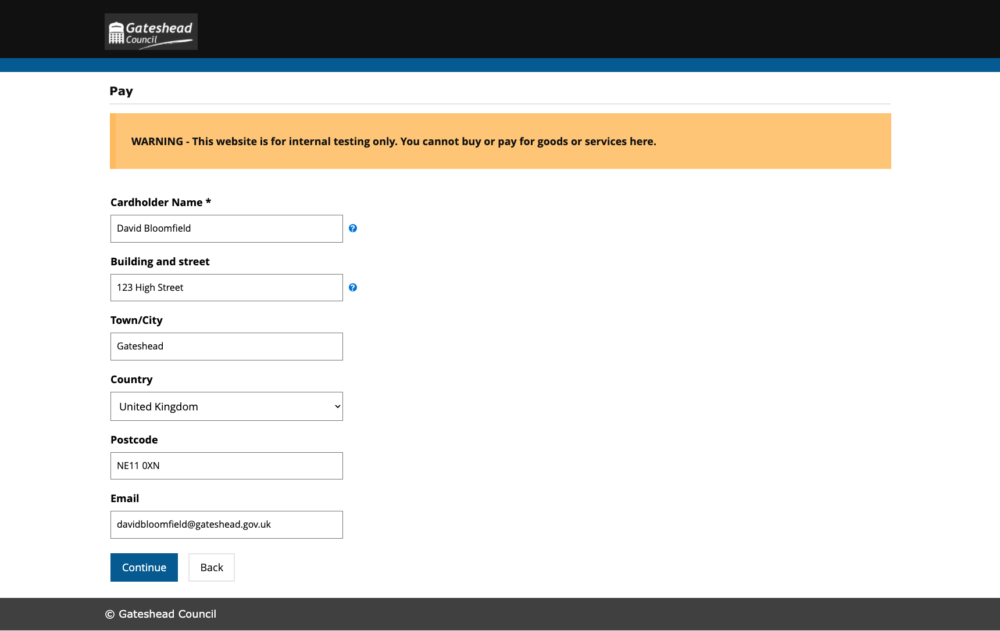 Gateshead
Council
Pay
WARNING - This website is for internal testing only. You cannot buy or pay for goods or services here.
Cardholder Name *
David Bloomfield
?
Building and street
123 High Street
?
Town/City
Gateshead
Country
United Kingdom
Postcode
NE11 0XN
Email
davidbloomfield@gateshead.gov.uk
Continue Back
© Gateshead Council